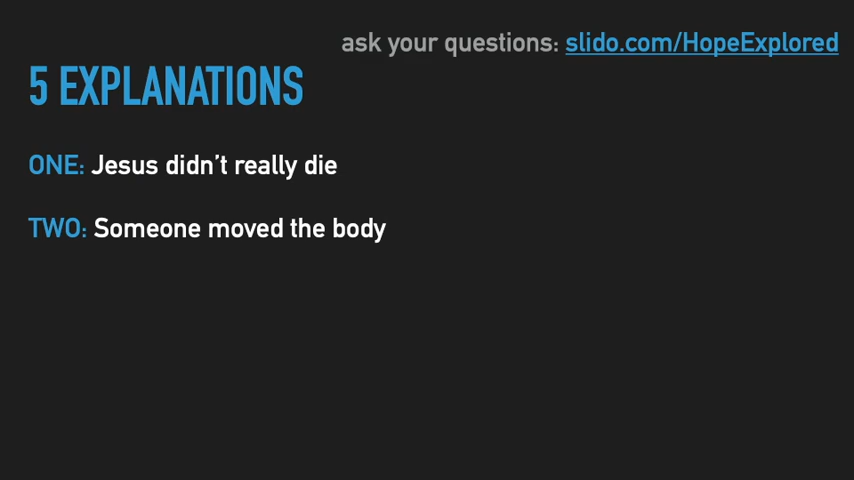 ask your questions: slido.com/HopeExplored
5 EXPLANATIONS
ONE: Jesus didn't really die
TWO: Someone moved the body